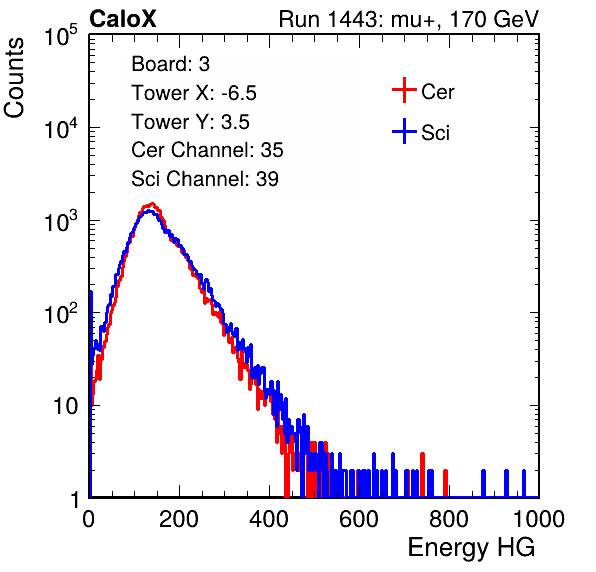 CaloX Run 1443: mu+, 170 GeV
Counts
Board: 3
Tower X: -6.5
Tower Y: 3.5
Cer Channel: 35
Sci Channel: 39
Cer
Sci
10^5
10^4
10^3
10^2
10
1
0 200 400 600 800 1000
Energy HG